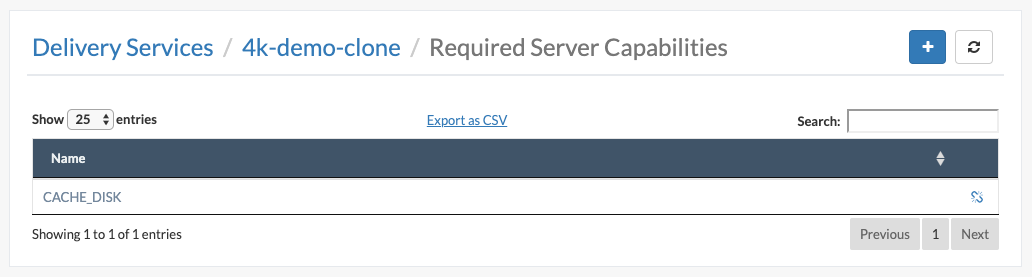 Delivery Services / 4k-demo-clone / Required Server Capabilities +
Show 25 entries Export as CSV Search:
Name
CACHE_DISK
Showing 1 to 1 of 1 entries Previous 1 Next